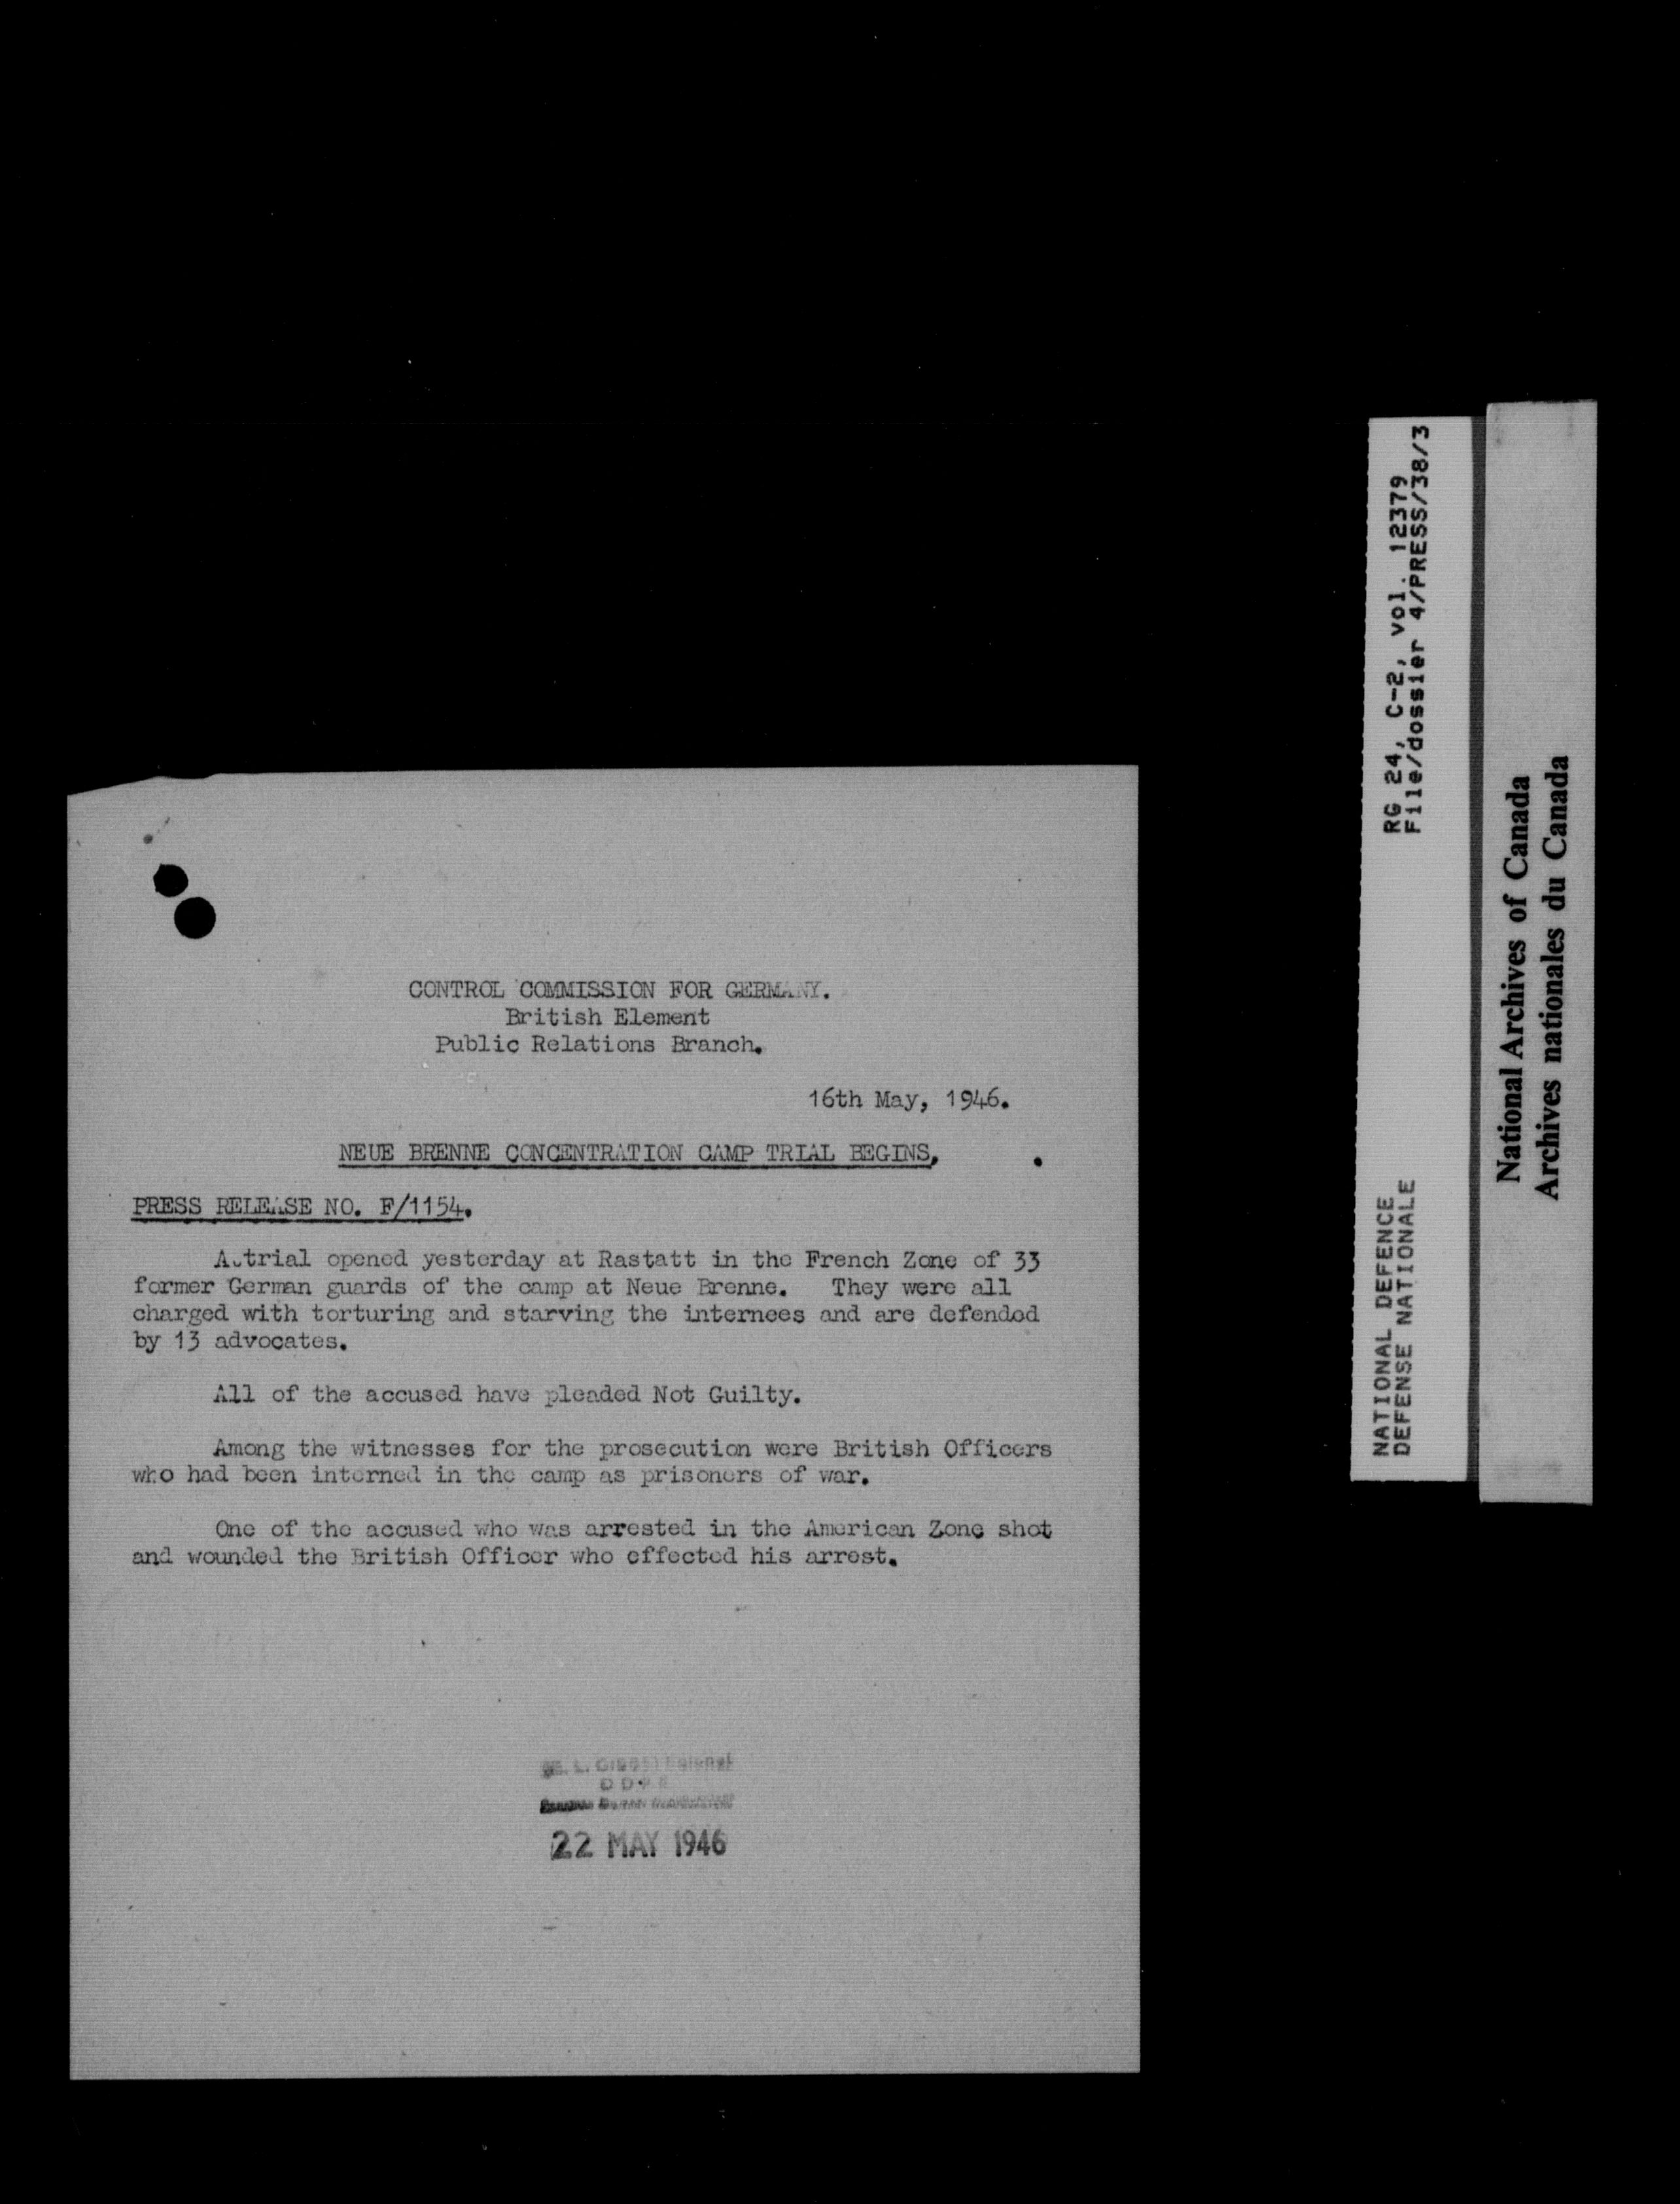 CONTROL COMMISSION FOR GERMANY.
British Element
Public Relations Branch.
16th May, 1946.
NEUE BRENNE CONCENTRATION CAMP TRIAL BEGINS.
PRESS RELEASE NO. F/1154.
A trial opened yesterday at Rastatt in the French Zone of 33
former German guards of the camp at Neue Brenne. They were all
charged with torturing and starving the internees and are defended
by 13 advocates.
All of the accused have pleaded Not Guilty.
Among the witnesses for the prosecution were British Officers
who had been interned in the camp as prisoners of war.
One of the accused who was arrested in the American Zone shot
and wounded the British Officer who effected his arrest.
22 MAY 1946
NATIONAL DEFENCE RG 24, C-2, vol. 12379
DEFENSE NATIONALE File/dossier 4/PRESS/38/3
National Archives of Canada
Archives nationales du Canada